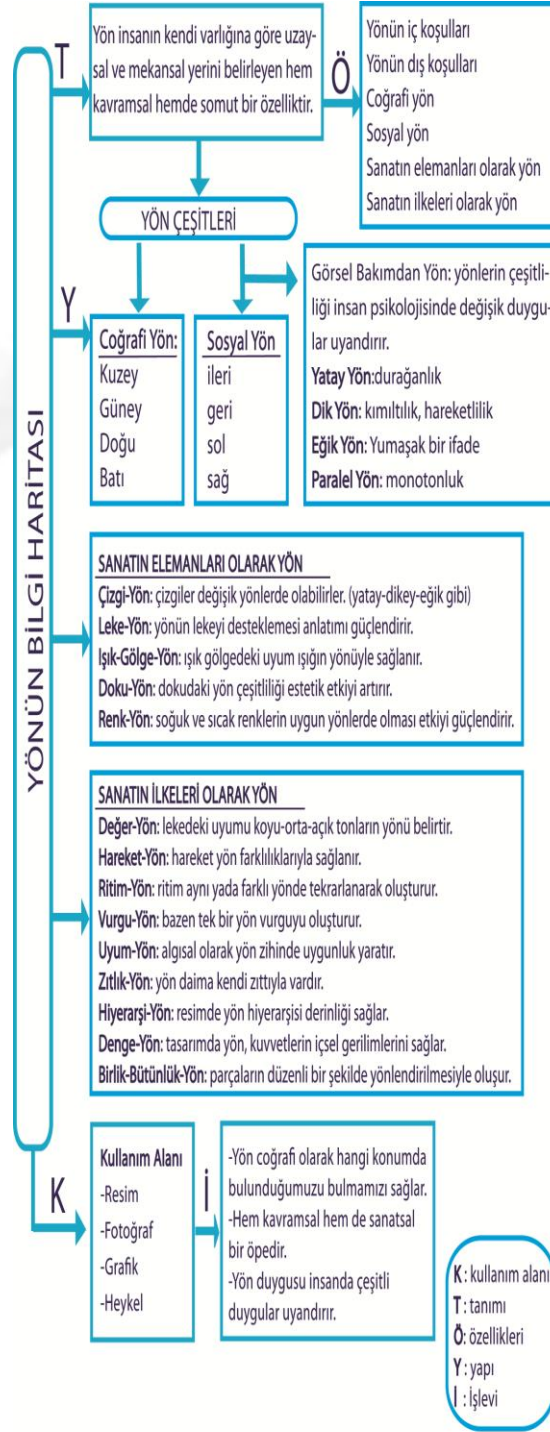 YÖNÜN BİLGİ HARİTASI
T
Yön insanın kendi varlığına göre uzay-
sal ve mekansal yerini belirleyen hem
kavramsal hemde somut bir özelliktir.
Ö
Yönün iç koşulları
Yönün dış koşulları
Coğrafi yön
Sosyal yön
Sanatın elemanları olarak yön
Sanatın ilkeleri olarak yön
YÖN ÇEŞİTLERİ
Y
Coğrafi Yön:
Kuzey
Güney
Doğu
Batı
Sosyal Yön
ileri
geri
sol
sağ
Görsel Bakımdan Yön: yönlerin çeşitli-
liği insan psikolojisinde değişik duygu-
lar uyandırır.
Yatay Yön:durağanlık
Dik Yön: kımıltılık, hareketlilik
Eğik Yön: Yumaşak bir ifade
Paralel Yön: monotonluk
SANATIN ELEMANLARI OLARAK YÖN
Çizgi-Yön: çizgiler değişik yönlerde olabilirler. (yatay-dikey-eğik gibi)
Leke-Yön: yönün lekeyi desteklemesi anlatımı güçlendirir.
Işık-Gölge-Yön: ışık gölgedeki uyum ışığın yönüyle sağlanır.
Doku-Yön: dokudaki yön çeşitliliği estetik etkiyi artırır.
Renk-Yön: soğuk ve sıcak renklerin uygun yönlerde olması etkiyi güçlendirir.
SANATIN İLKELERİ OLARAK YÖN
Değer-Yön: lekedeki uyumu koyu-orta-açık tonların yönü belirtir.
Hareket-Yön: hareket yön farklılıklarıyla sağlanır.
Ritim-Yön: ritim aynı yada farklı yönde tekrarlanarak oluşturur.
Vurgu-Yön: bazen tek bir yön vurguyu oluşturur.
Uyum-Yön: algısal olarak yön zihinde uygunluk yaratır.
Zıtlık-Yön: yön daima kendi zıttıyla vardır.
Hiyerarşi-Yön: resimde yön hiyerarşisi derinliği sağlar.
Denge-Yön: tasarımda yön, kuvvetlerin içsel gerilimlerini sağlar.
Birlik-Bütünlük-Yön: parçaların düzenli bir şekilde yönlendirilmesiyle oluşur.
K
Kullanım Alanı
-Resim
-Fotoğraf
-Grafik
-Heykel
İ
-Yön coğrafi olarak hangi konumda
bulunduğumuzu bulmamızı sağlar.
-Hem kavramsal hem de sanatsal
bir öpedir.
-Yön duygusu insanda çeşitli
duygular uyandırır.
K: kullanım alanı
T: tanımı
Ö: özellikleri
Y: yapı
İ: İşlevi